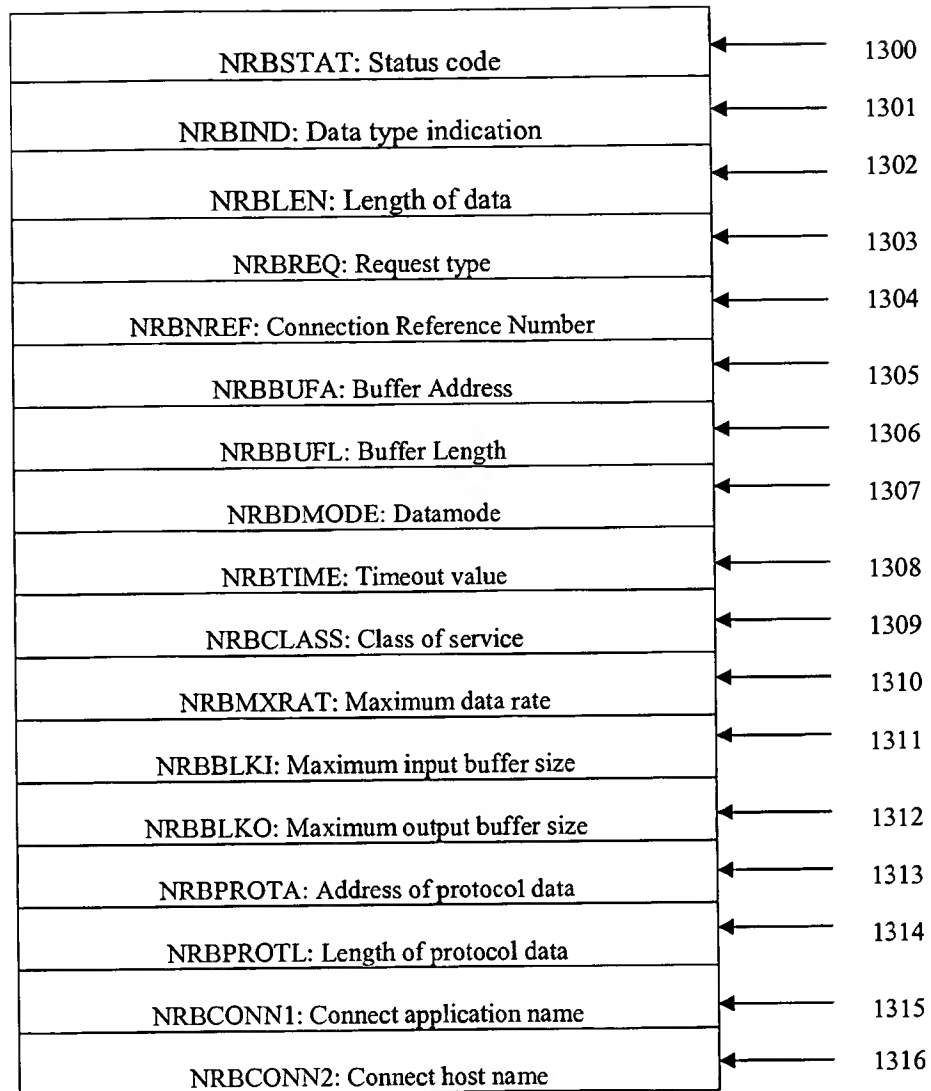 NRBSTAT: Status code 1300
NRBIND: Data type indication 1301
NRBLEN: Length of data 1302
NRBREQ: Request type 1303
NRBNREF: Connection Reference Number 1304
NRBBUFA: Buffer Address 1305
NRBBUFL: Buffer Length 1306
NRBDMODE: Datamode 1307
NRBTIME: Timeout value 1308
NRBCLASS: Class of service 1309
NRBMXRAT: Maximum data rate 1310
NRBBLKI: Maximum input buffer size 1311
NRBBLKO: Maximum output buffer size 1312
NRBPROTA: Address of protocol data 1313
NRBPROTL: Length of protocol data 1314
NRBCONN1: Connect application name 1315
NRBCONN2: Connect host name 1316